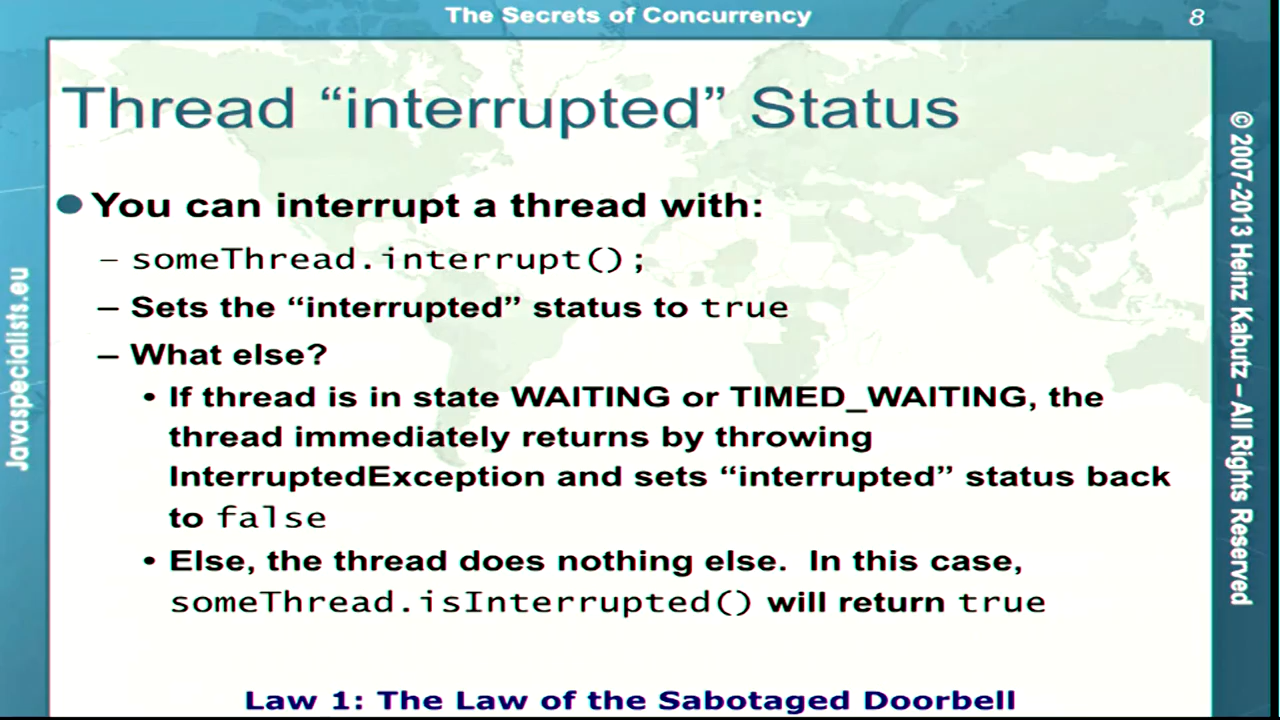 The Secrets of Concurrency
8
Thread “interrupted” Status
● You can interrupt a thread with:
– someThread.interrupt();
– Sets the “interrupted” status to true
– What else?
• If thread is in state WAITING or TIMED_WAITING, the
thread immediately returns by throwing
InterruptedException and sets “interrupted” status back
to false
• Else, the thread does nothing else. In this case,
someThread.isInterrupted() will return true
Law 1: The Law of the Sabotaged Doorbell
Javaspecialists.eu
© 2007-2013 Heinz Kabutz – All Rights Reserved